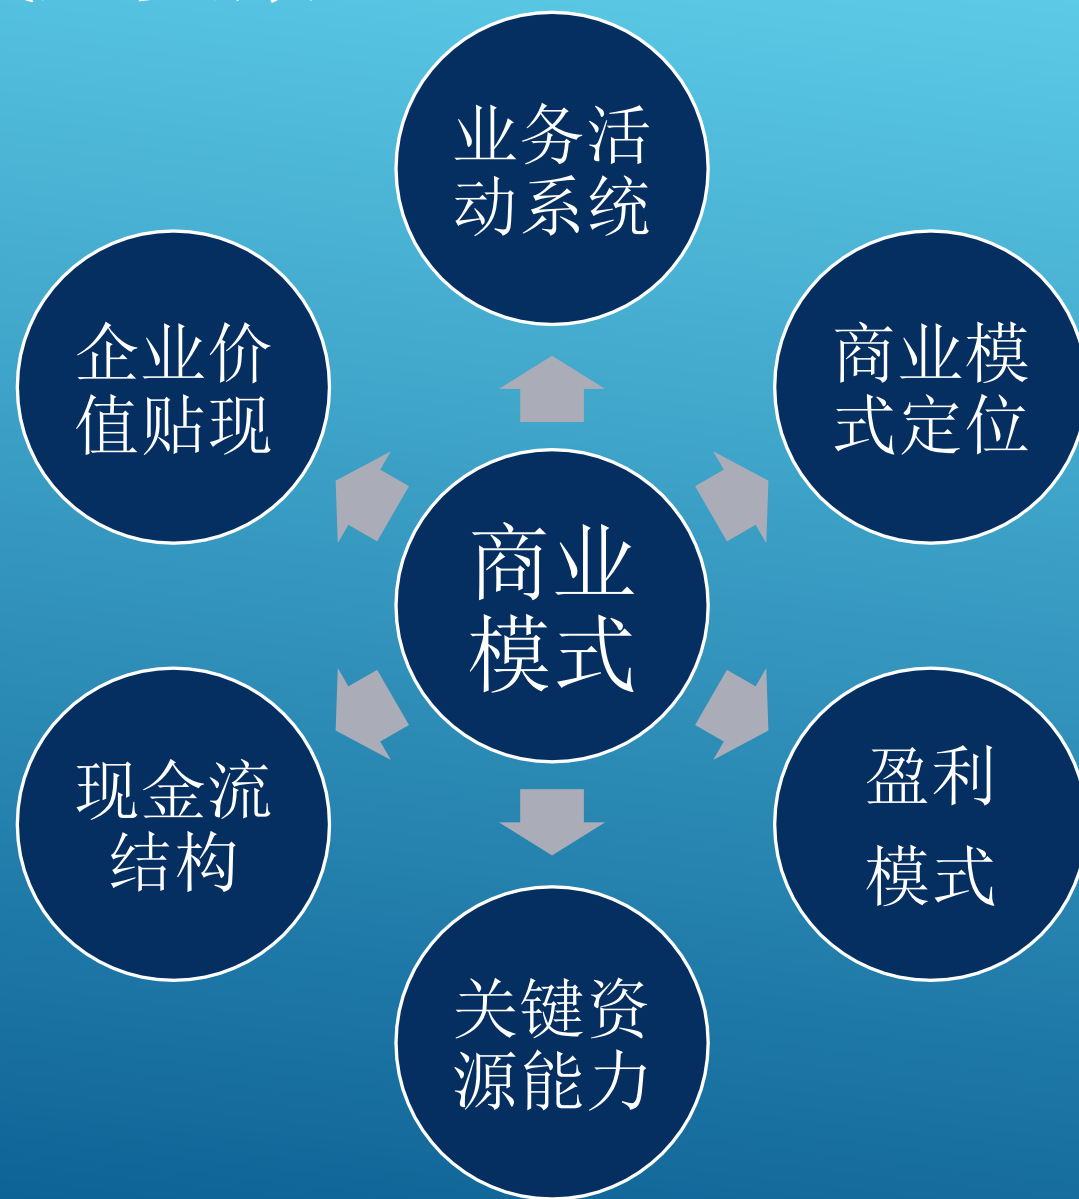 业务活
动系统
企业价
值贴现
商业模
式定位
商业
模式
现金流
结构
盈利
模式
关键资
源能力